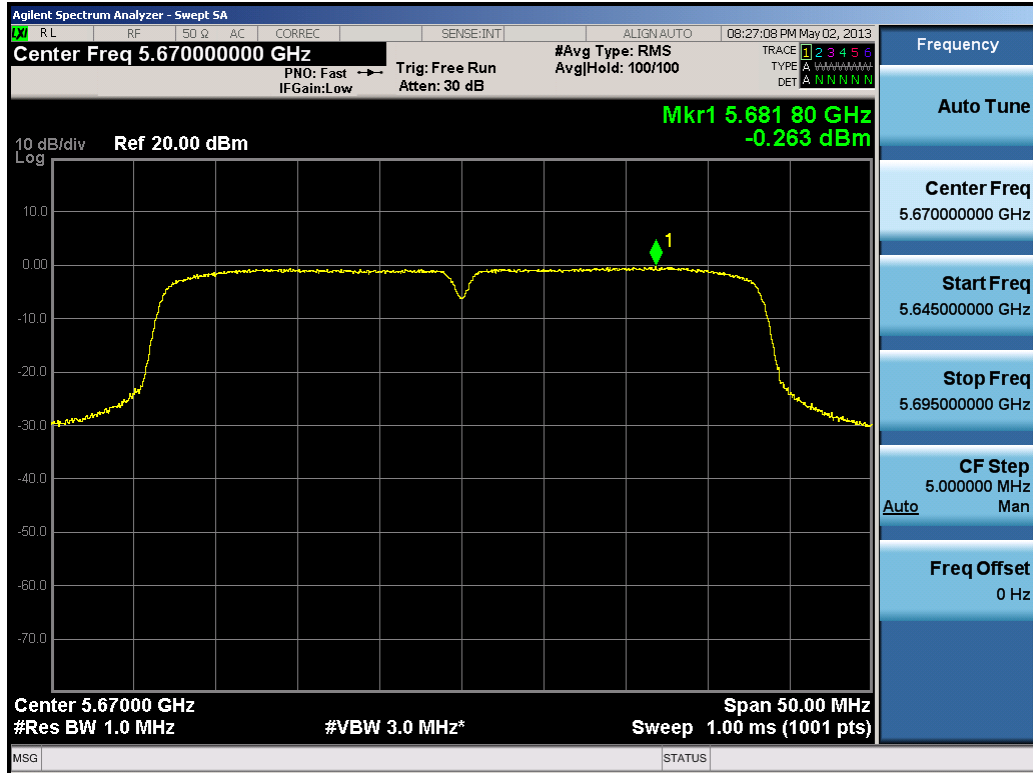 Agilent Spectrum Analyzer - Swept SA
LXI RL RF 50 Ω AC CORREC SENSE:INT ALIGN AUTO 08:27:08 PM May 02, 2013
Center Freq 5.670000000 GHz
PNO: Fast
IFGain:Low
Trig: Free Run
Atten: 30 dB
#Avg Type: RMS
Avg|Hold: 100/100
TRACE 1 2 3 4 5 6
TYPE A WWWWW
DET A N N N N N
Mkr1 5.681 80 GHz
-0.263 dBm
10 dB/div Ref 20.00 dBm
Log
1
10.0
0.00
-10.0
-20.0
-30.0
-40.0
-50.0
-60.0
-70.0
Center 5.67000 GHz Span 50.00 MHz
#Res BW 1.0 MHz #VBW 3.0 MHz* Sweep 1.00 ms (1001 pts)
MSG STATUS
Frequency
Auto Tune
Center Freq
5.670000000 GHz
Start Freq
5.645000000 GHz
Stop Freq
5.695000000 GHz
CF Step
5.000000 MHz
Auto Man
Freq Offset
0 Hz